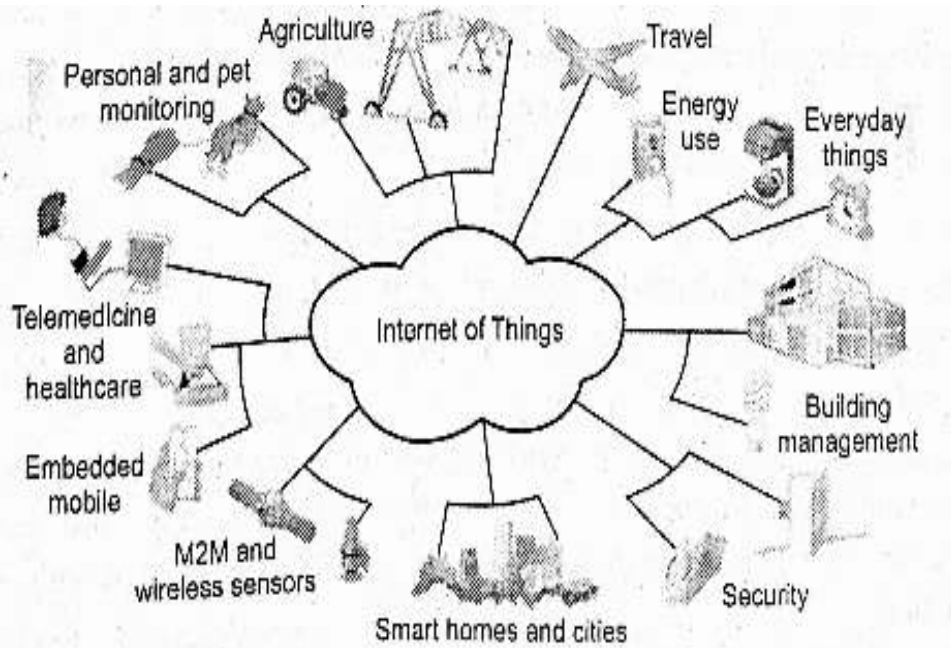 Agriculture
Travel
Personal and pet
monitoring
Energy
use
Everyday
things
Internet of Things
Telemedicine
and
healthcare
Building
management
Embedded
mobile
M2M and
wireless sensors
Security
Smart homes and cities